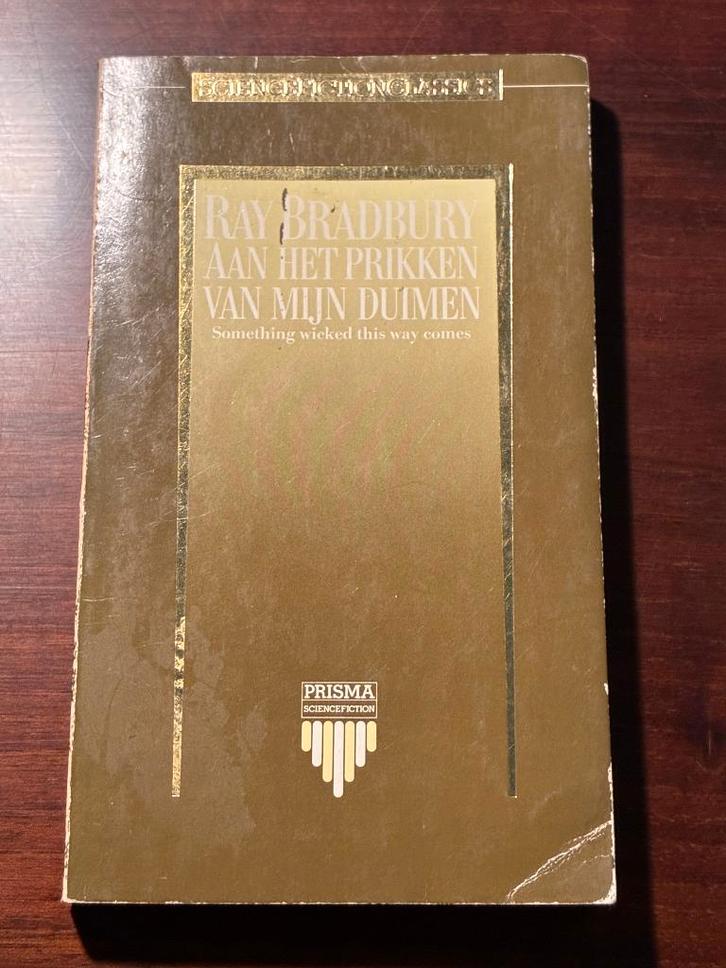 SCIENCEFICTIONCLASSICS
RAY BRADBURY
AAN HET PRIKKEN
VAN MIJN DUIMEN
Something wicked this way comes
PRISMA
SCIENCEFICTION